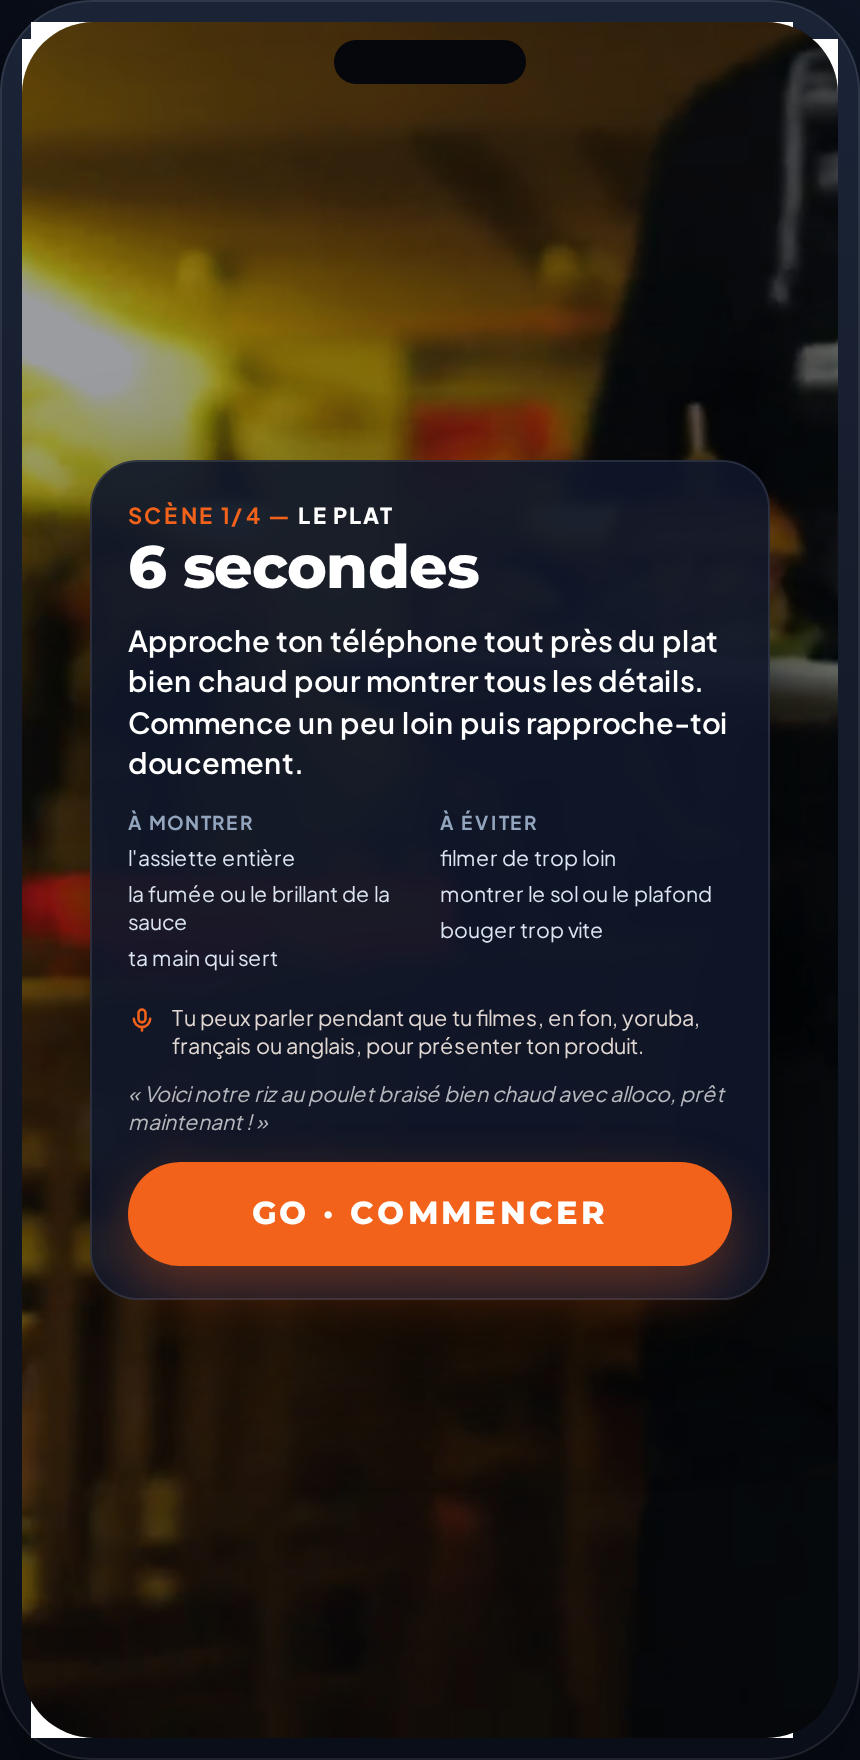 SCÈNE 1/4 — LE PLAT
6 secondes
Approche ton téléphone tout près du plat
bien chaud pour montrer tous les détails.
Commence un peu loin puis rapproche-toi
doucement.
À MONTRER
l'assiette entière
la fumée ou le brillant de la
sauce
ta main qui sert
À ÉVITER
filmer de trop loin
montrer le sol ou le plafond
bouger trop vite
Tu peux parler pendant que tu filmes, en fon, yoruba,
français ou anglais, pour présenter ton produit.
« Voici notre riz au poulet braisé bien chaud avec alloco, prêt
maintenant ! »
GO · COMMENCER